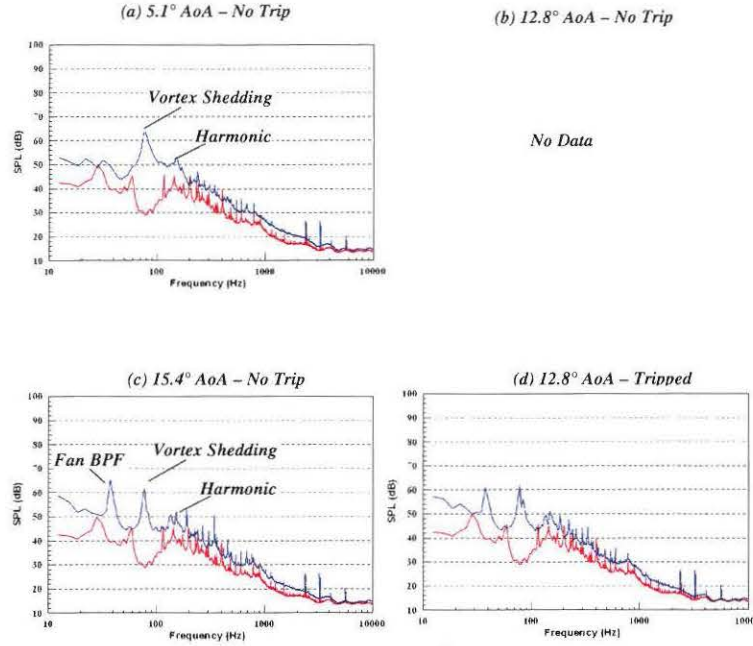 (a) 5.1° AoA – No Trip
(b) 12.8° AoA – No Trip
100
90
80
70
60
50
40
30
20
10
SPL (dB)
Vortex Shedding
Harmonic
10
100
1000
10000
Frequency (Hz)
No Data
(c) 15.4° AoA – No Trip
(d) 12.8° AoA – Tripped
100
90
80
70
60
50
40
30
20
10
SPL (dB)
Fan BPF
Vortex Shedding
Harmonic
10
100
1000
10000
Frequency (Hz)
100
90
80
70
60
50
40
30
20
10
SPL (dB)
10
100
1000
1000
Frequency (Hz)